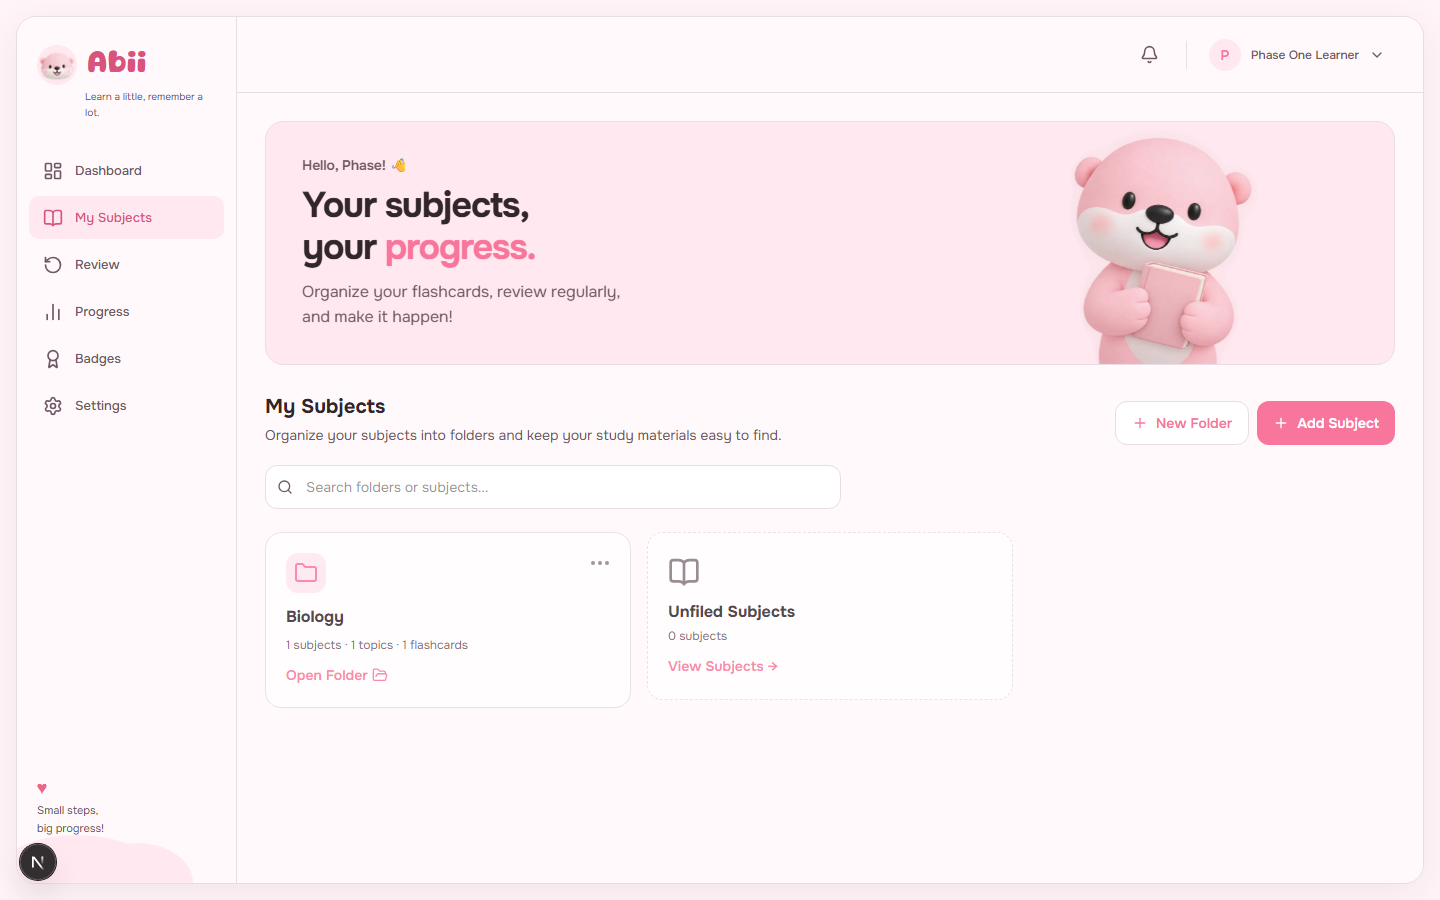 Abii
Learn a little, remember a
lot.
Dashboard
My Subjects
Review
Progress
Badges
Settings
Small steps,
big progress!
N
P
Phase One Learner
Hello, Phase! 👋
Your subjects,
your progress.
Organize your flashcards, review regularly,
and make it happen!
My Subjects
Organize your subjects into folders and keep your study materials easy to find.
+ New Folder
+ Add Subject
Search folders or subjects...
Biology
1 subjects · 1 topics · 1 flashcards
Open Folder
Unfiled Subjects
0 subjects
View Subjects →